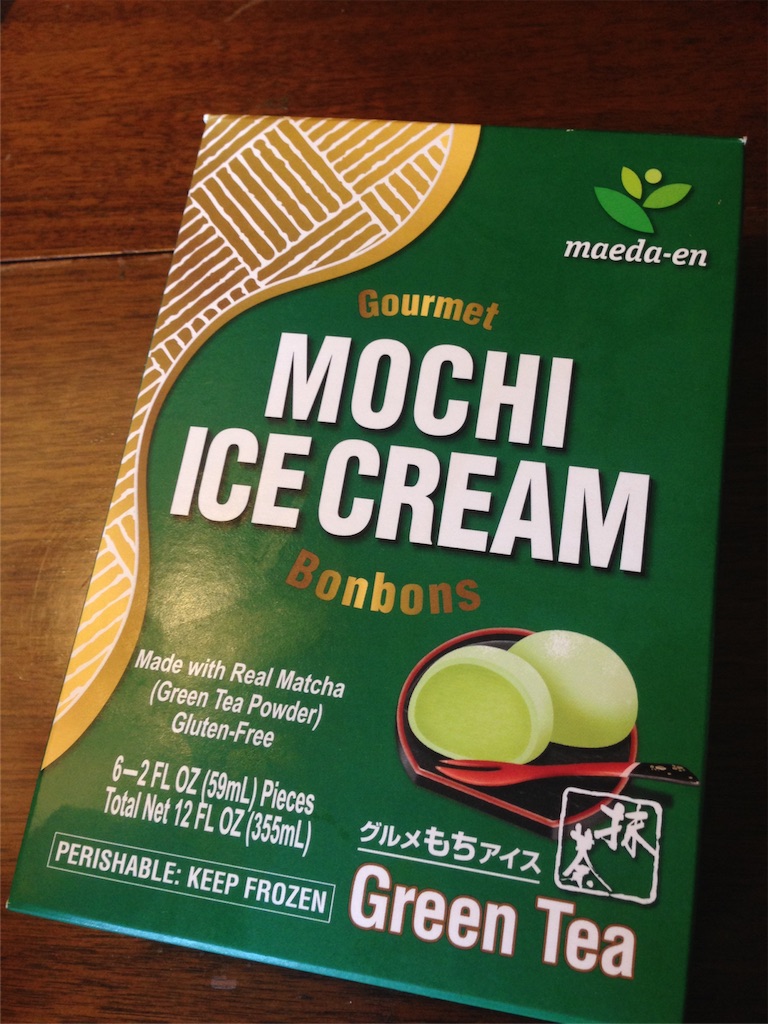 maeda-en
Gourmet
MOCHI
ICE CREAM
Bonbons
Made with Real Matcha
(Green Tea Powder)
Gluten-Free
6–2 FL OZ (59mL) Pieces
Total Net 12 FL OZ (355mL)
PERISHABLE: KEEP FROZEN
グルメもちアイス
抹茶
Green Tea